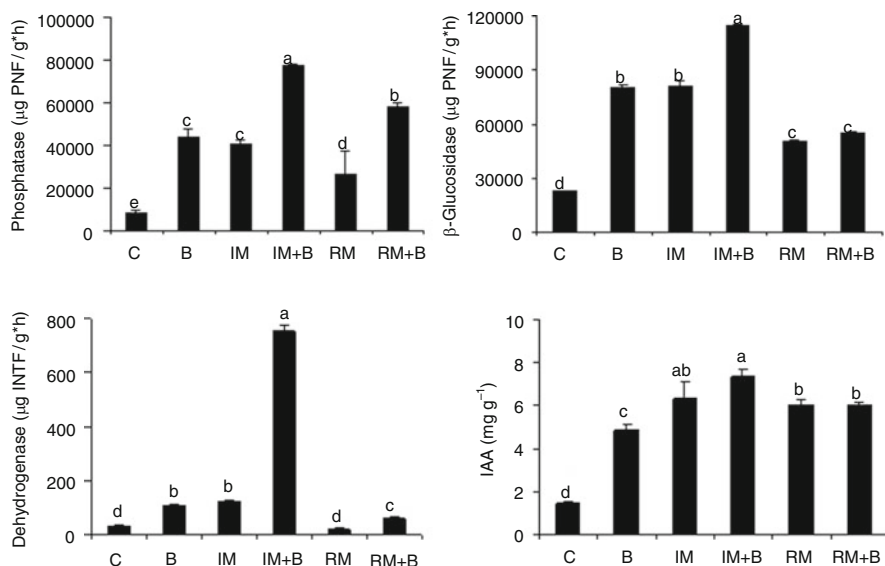 Phosphatase (μg PNF/g*h)
100000
80000
60000
40000
20000
0
e
c
c
a
d
b
C B IM IM+B RM RM+B
β-Glucosidase (μg PNF/g*h)
120000
90000
60000
30000
0
d
b
b
a
c
c
C B IM IM+B RM RM+B
Dehydrogenase (μg INTF/g*h)
800
600
400
200
0
d
b
b
a
d
c
C B IM IM+B RM RM+B
IAA (mg g⁻¹)
10
8
6
4
2
0
d
c
ab
a
b
b
C B IM IM+B RM RM+B